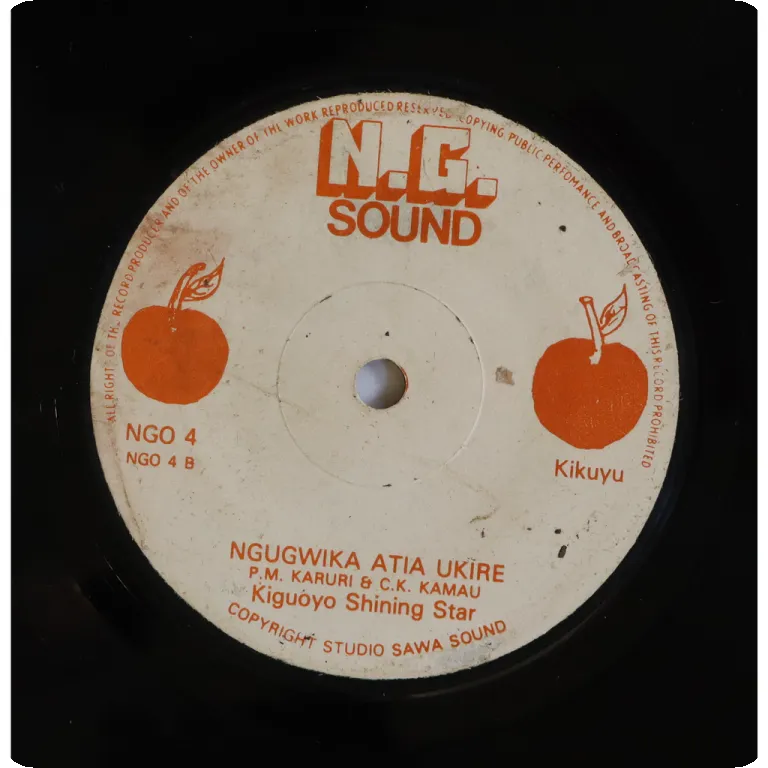 ALL RIGHT OF THE RECORD PRODUCER AND OF THE OWNER OF THE WORK REPRODUCED RESERVED COPYING PUBLIC PERFOMANCE AND BROADCASTING OF THIS RECORD PROHIBITED
N.G.
SOUND
NGO 4
NGO 4 B
Kikuyu
NGUGWIKA ATIA UKIRE
P.M. KARURI & C.K. KAMAU
Kiguoyo Shining Star
COPYRIGHT STUDIO SAWA SOUND